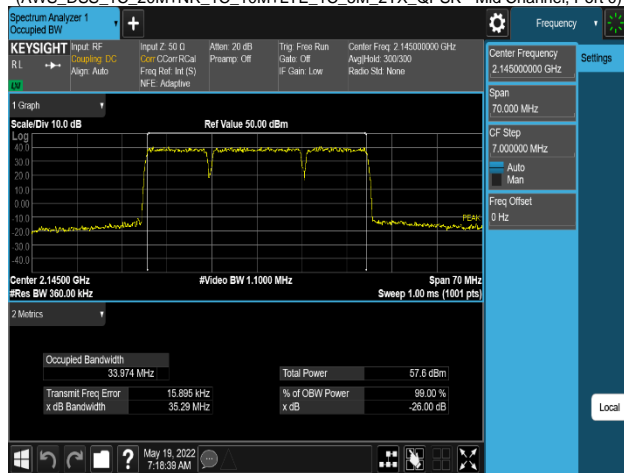 Spectrum Analyzer 1
Occupied BW
Frequency
KEYSIGHT
Input: RF
Coupling: DC
Align: Auto
Input Z: 50 Ω
Corr CCorr RCal
Freq Ref: Int (S)
NFE: Adaptive
Atten: 20 dB
Preamp: Off
Trig: Free Run
Gate: Off
IF Gain: Low
Center Freq: 2.145000000 GHz
Avg|Hold: 300/300
Radio Std: None
R L
LXI
Center Frequency
2.145000000 GHz
Settings
Span
70.000 MHz
CF Step
7.000000 MHz
Auto
Man
Freq Offset
0 Hz
1 Graph
Scale/Div 10.0 dB
Ref Value 50.00 dBm
Log
40.0
30.0
20.0
10.0
0.00
-10.0
-20.0
-30.0
-40.0
PEAK
Center 2.14500 GHz
#Video BW 1.1000 MHz
Span 70 MHz
#Res BW 360.00 kHz
Sweep 1.00 ms (1001 pts)
2 Metrics
Occupied Bandwidth
33.974 MHz
Total Power
57.6 dBm
Transmit Freq Error
15.895 kHz
% of OBW Power
99.00 %
x dB Bandwidth
35.29 MHz
x dB
-26.00 dB
Local
May 19, 2022
7:18:39 AM